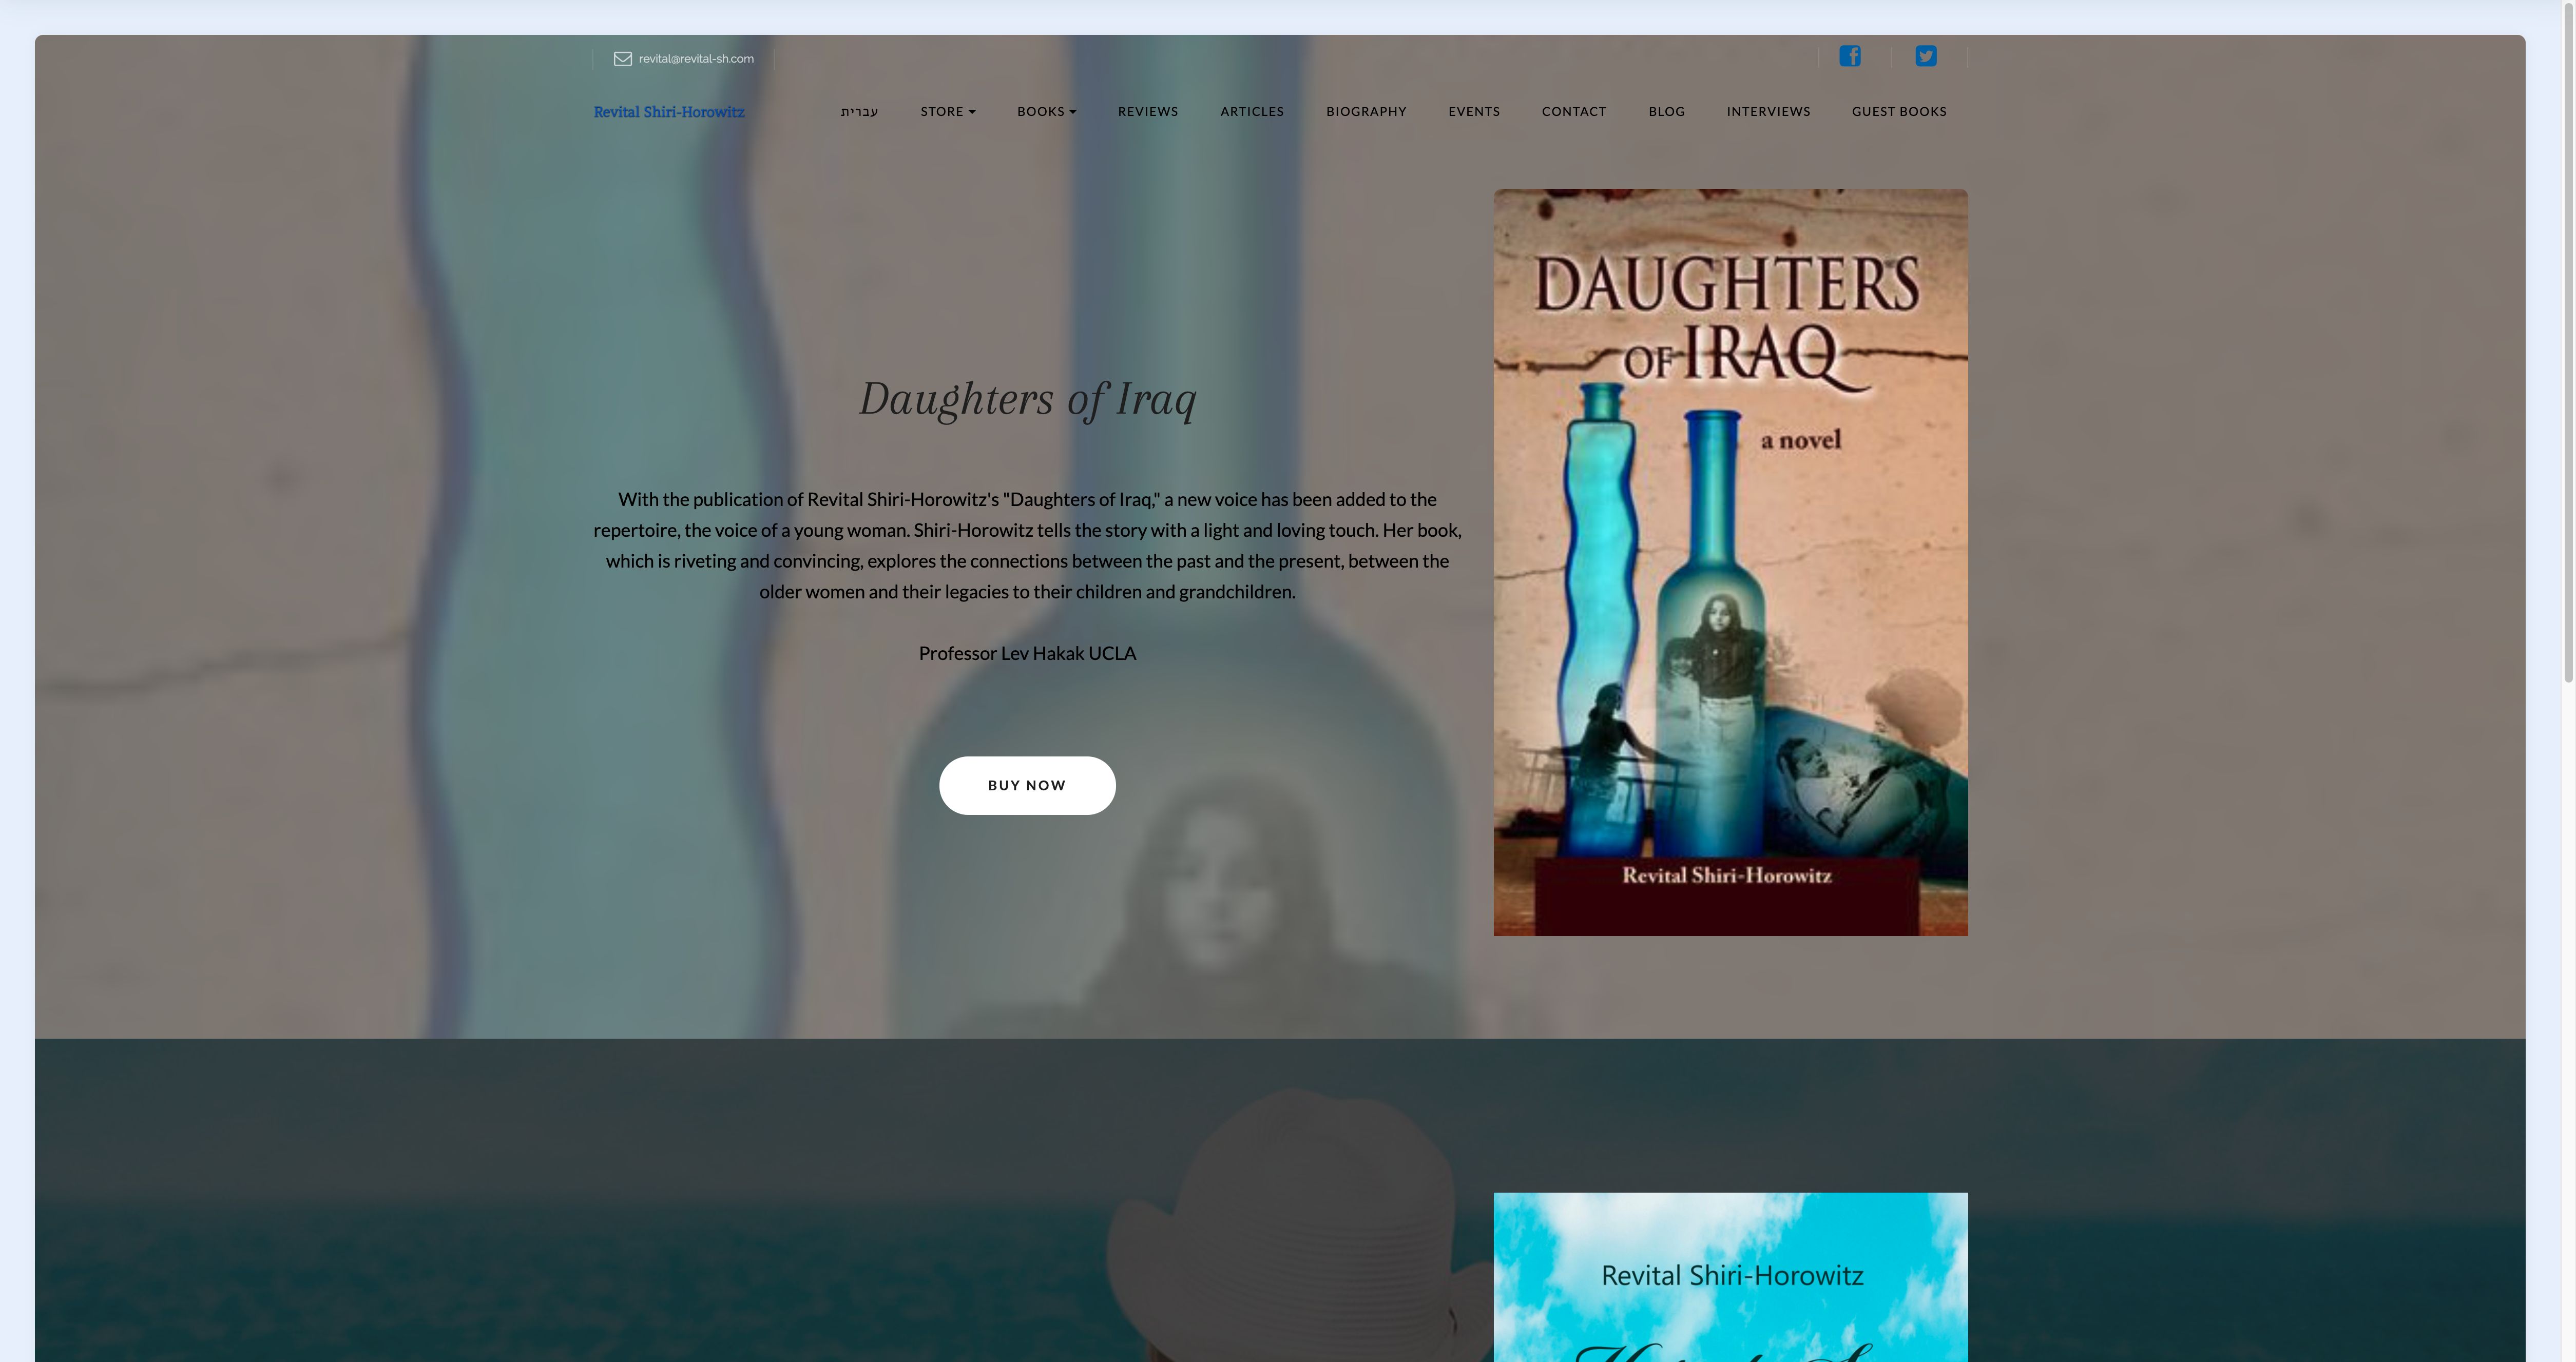 revital@revital-sh.com
Revital Shiri-Horowitz
עברית
STORE
BOOKS
REVIEWS
ARTICLES
BIOGRAPHY
EVENTS
CONTACT
BLOG
INTERVIEWS
GUEST BOOKS
Daughters of Iraq
With the publication of Revital Shiri-Horowitz's "Daughters of Iraq," a new voice has been added to the
repertoire, the voice of a young woman. Shiri-Horowitz tells the story with a light and loving touch. Her book,
which is riveting and convincing, explores the connections between the past and the present, between the
older women and their legacies to their children and grandchildren.
Professor Lev Hakak UCLA
BUY NOW
DAUGHTERS
OF IRAQ
a novel
Revital Shiri-Horowitz
Revital Shiri-Horowitz